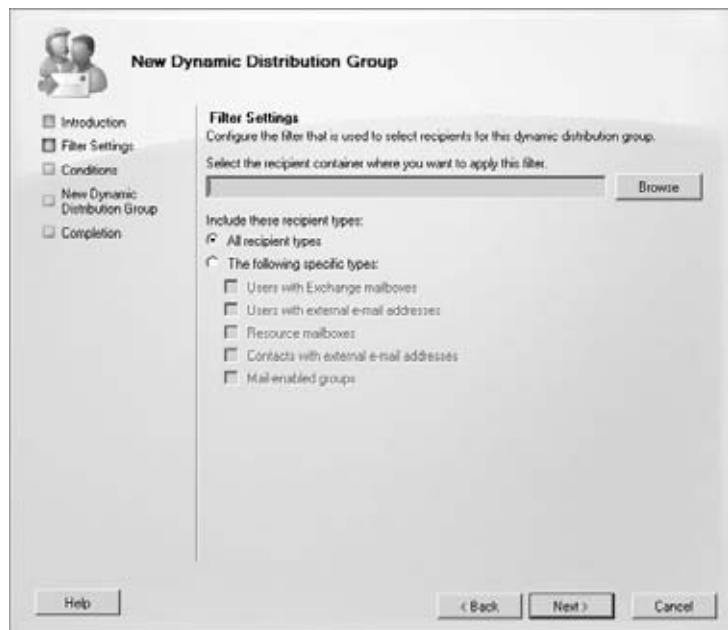 New Dynamic Distribution Group
Introduction
Filter Settings
Conditions
New Dynamic
Distribution Group
Completion
Filter Settings
Configure the filter that is used to select recipients for this dynamic distribution group.
Select the recipient container where you want to apply this filter.
Browse
Include these recipient types:
All recipient types
The following specific types:
Users with Exchange mailboxes
Users with external e-mail addresses
Resource mailboxes
Contacts with external e-mail addresses
Mail-enabled groups
Help
< Back
Next >
Cancel